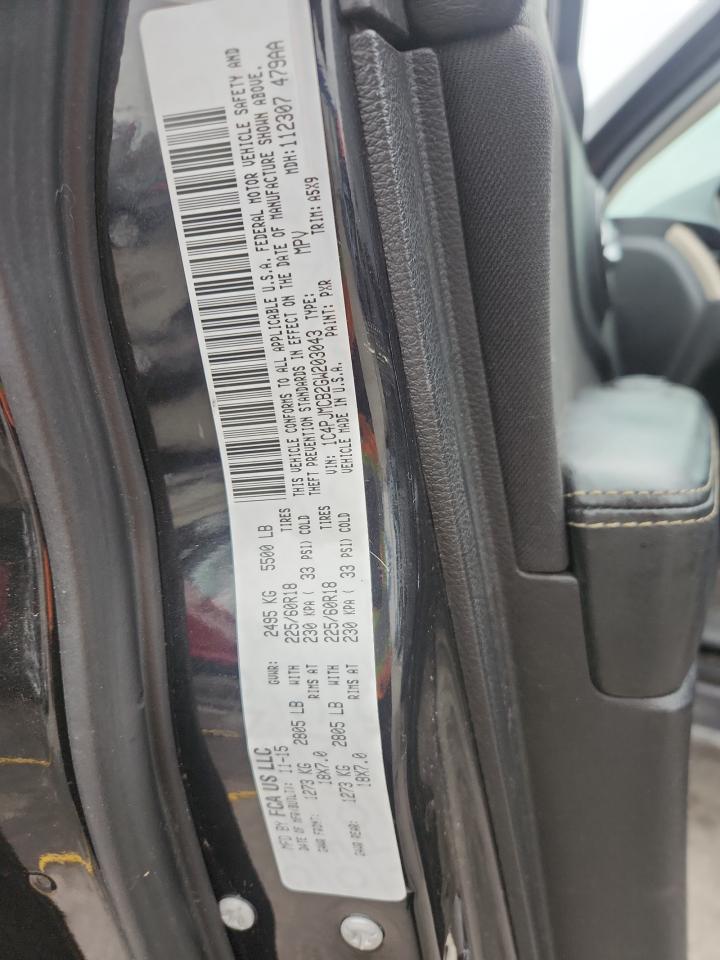 MFD BY FCA US LLC
DATE OF MFR(BUILT): 11-15 GVWR: 2495 KG 5500 LB
GAWR FRONT: 1273 KG 2805 LB WITH 225/60R18 TIRES
18X7.0 RIMS AT 230 KPA ( 33 PSI) COLD
GAWR REAR: 1273 KG 2805 LB WITH 225/60R18 TIRES
18X7.0 RIMS AT 230 KPA ( 33 PSI) COLD
THIS VEHICLE CONFORMS TO ALL APPLICABLE U.S.A. FEDERAL MOTOR VEHICLE SAFETY AND
THEFT PREVENTION STANDARDS IN EFFECT ON THE DATE OF MANUFACTURE SHOWN ABOVE.
VIN: 1C4PJMCB2GW203043 TYPE: MPV MDH: 112307 479AA
VEHICLE MADE IN U.S.A. PAINT: PXR TRIM: A5X9